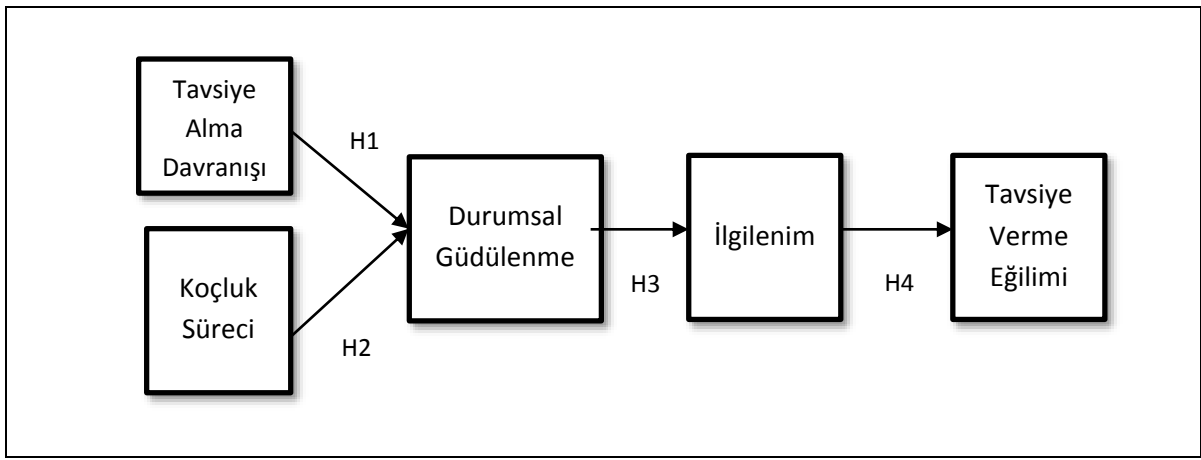 Tavsiye
Alma
Davranışı
H1
Koçluk
Süreci
H2
Durumsal
Güdülenme
H3
İlgilenim
H4
Tavsiye
Verme
Eğilimi